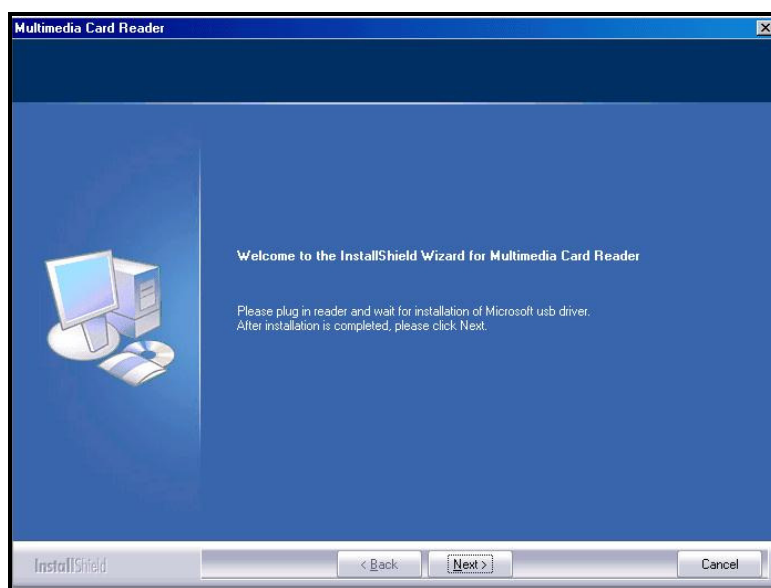 Multimedia Card Reader
Welcome to the InstallShield Wizard for Multimedia Card Reader
Please plug in reader and wait for installation of Microsoft usb driver.
After installation is completed, please click Next.
InstallShield
< Back
Next >
Cancel